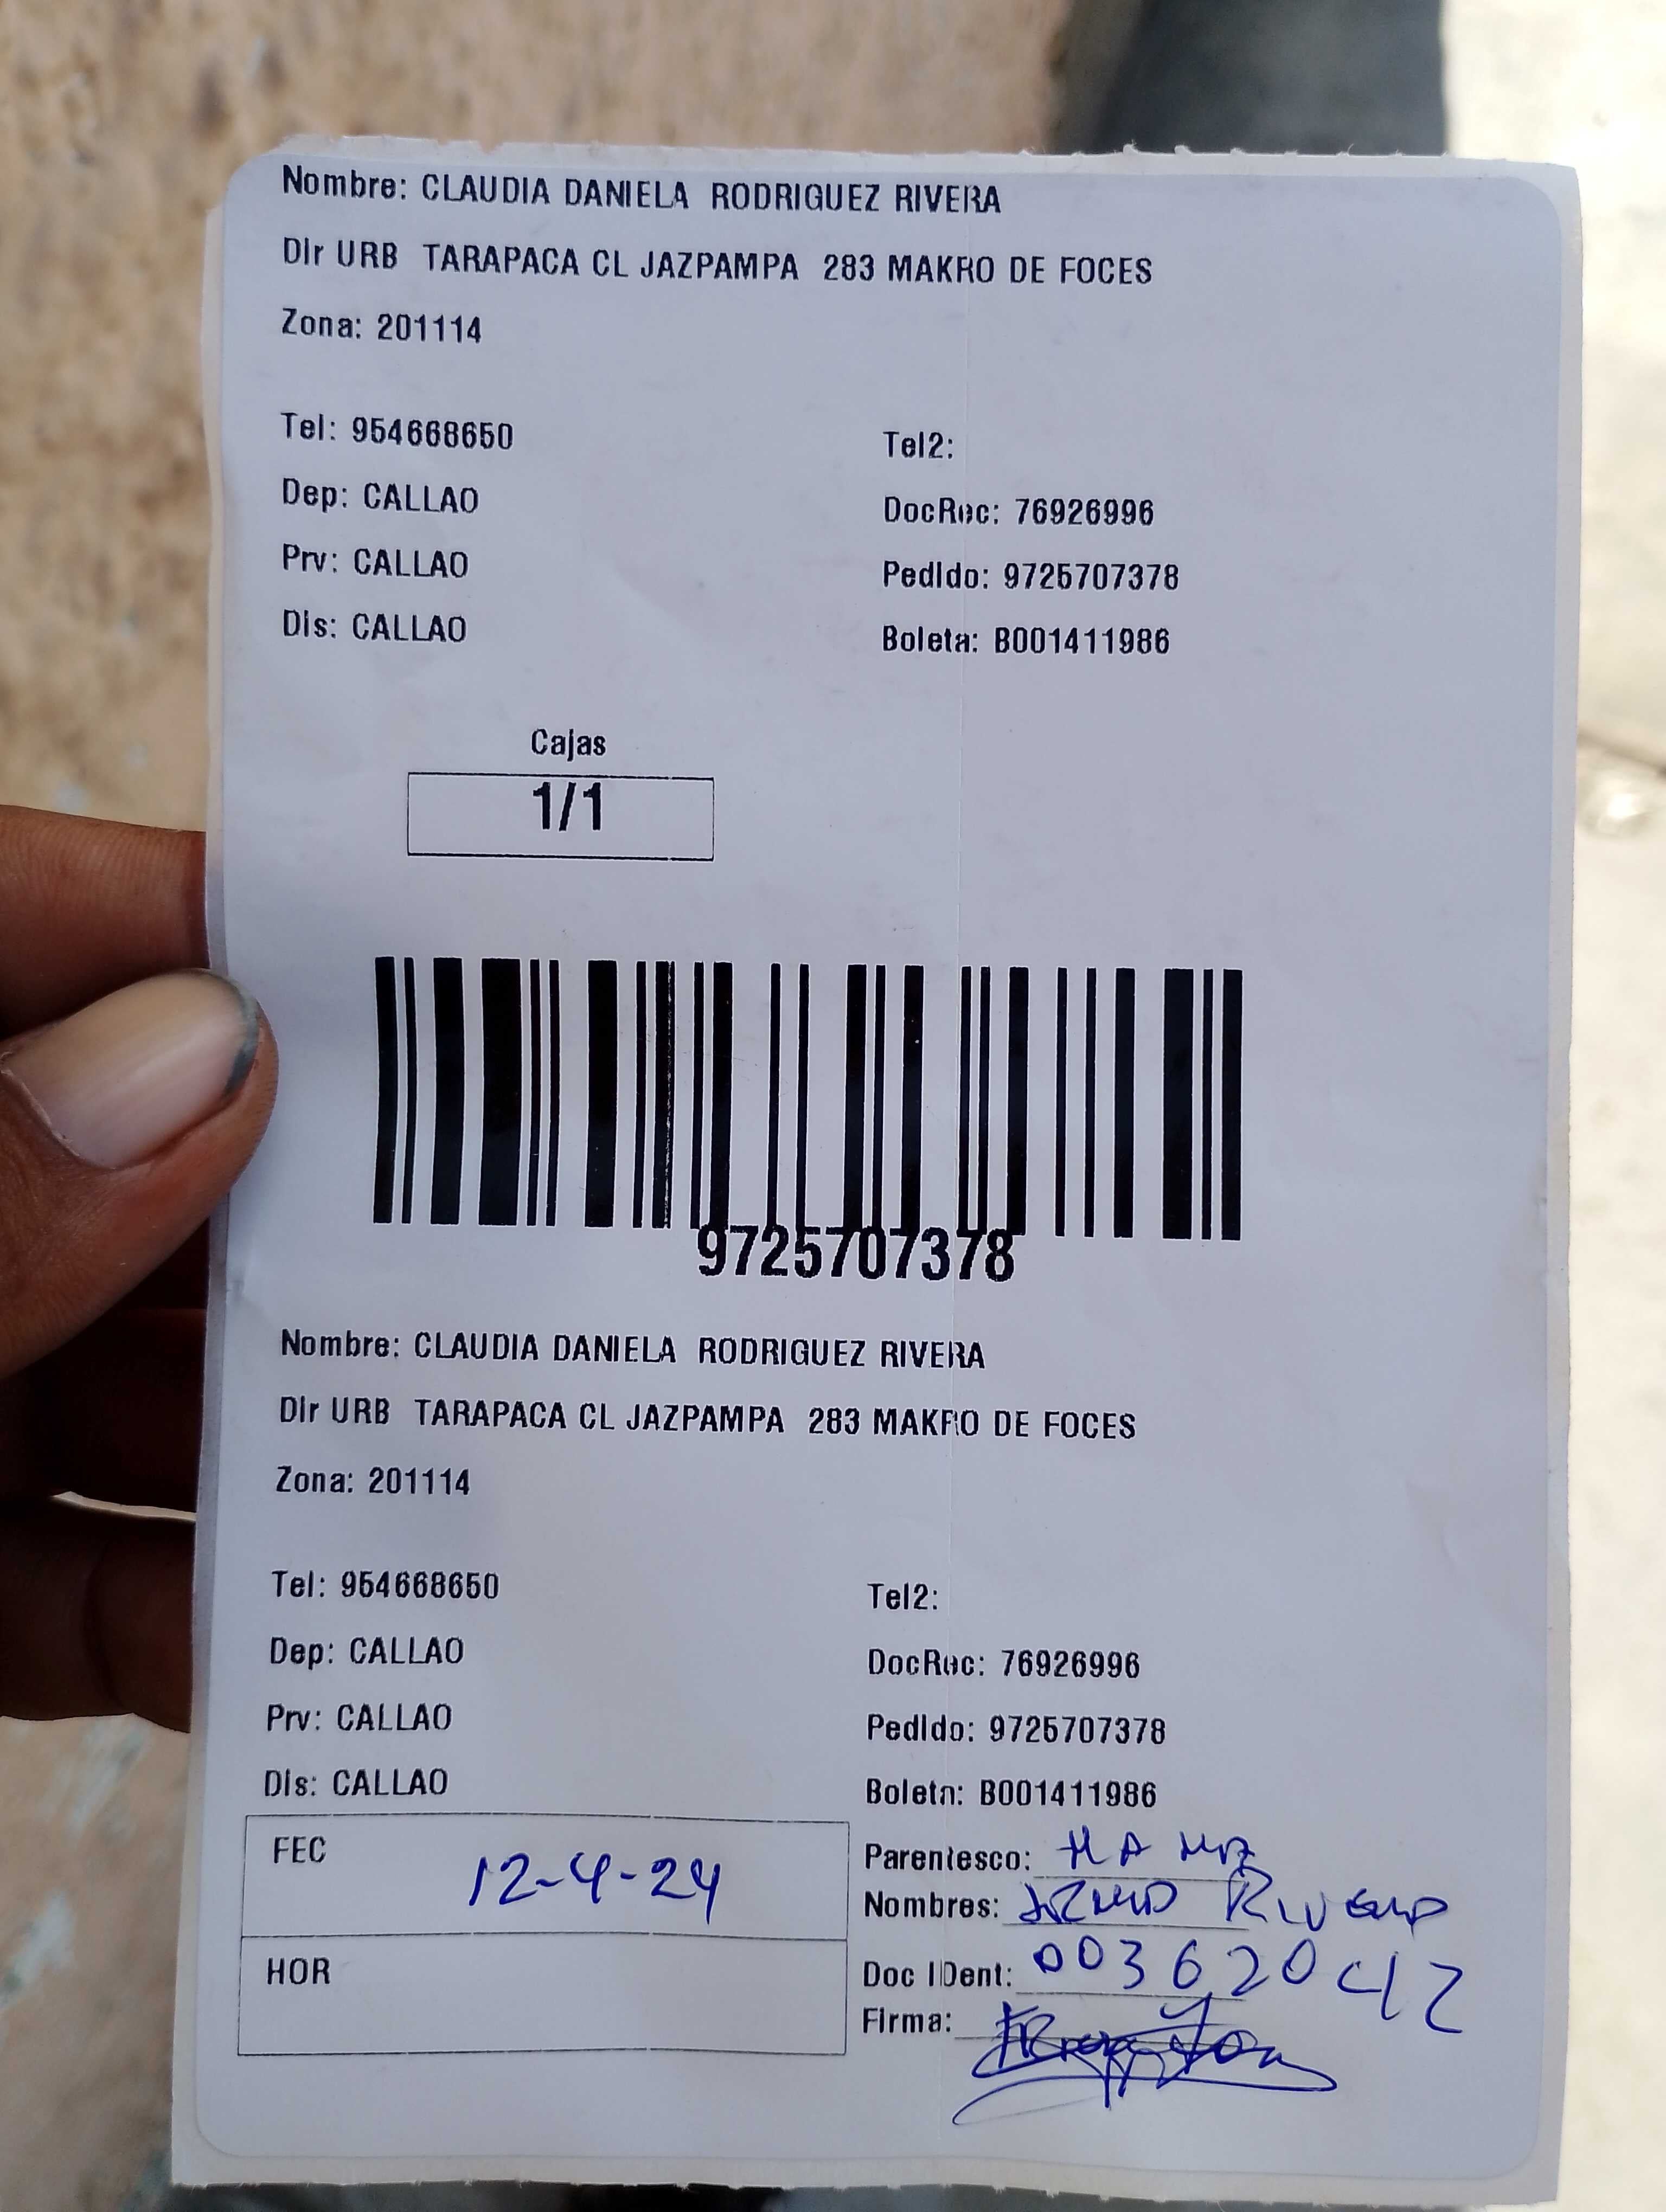 Nombre: CLAUDIA DANIELA RODRIGUEZ RIVERA
Dir URB TARAPACA CL JAZPAMPA 283 MAKRO DE FOCES
Zona: 201114
Tel: 954668650
Tel2:
Dep: CALLAO
DocRec: 76926996
Prv: CALLAO
Pedido: 9725707378
Dis: CALLAO
Boleta: B001411986
Cajas
1/1
9725707378
Nombre: CLAUDIA DANIELA RODRIGUEZ RIVERA
Dir URB TARAPACA CL JAZPAMPA 283 MAKRO DE FOCES
Zona: 201114
Tel: 954668650
Tel2:
Dep: CALLAO
DocRec: 76926996
Prv: CALLAO
Pedido: 9725707378
Dis: CALLAO
Boleta: B001411986
FEC 12-4-24
HOR
Parentesco:
Nombres: Rivera
Doc IDent: 00362042
Firma: